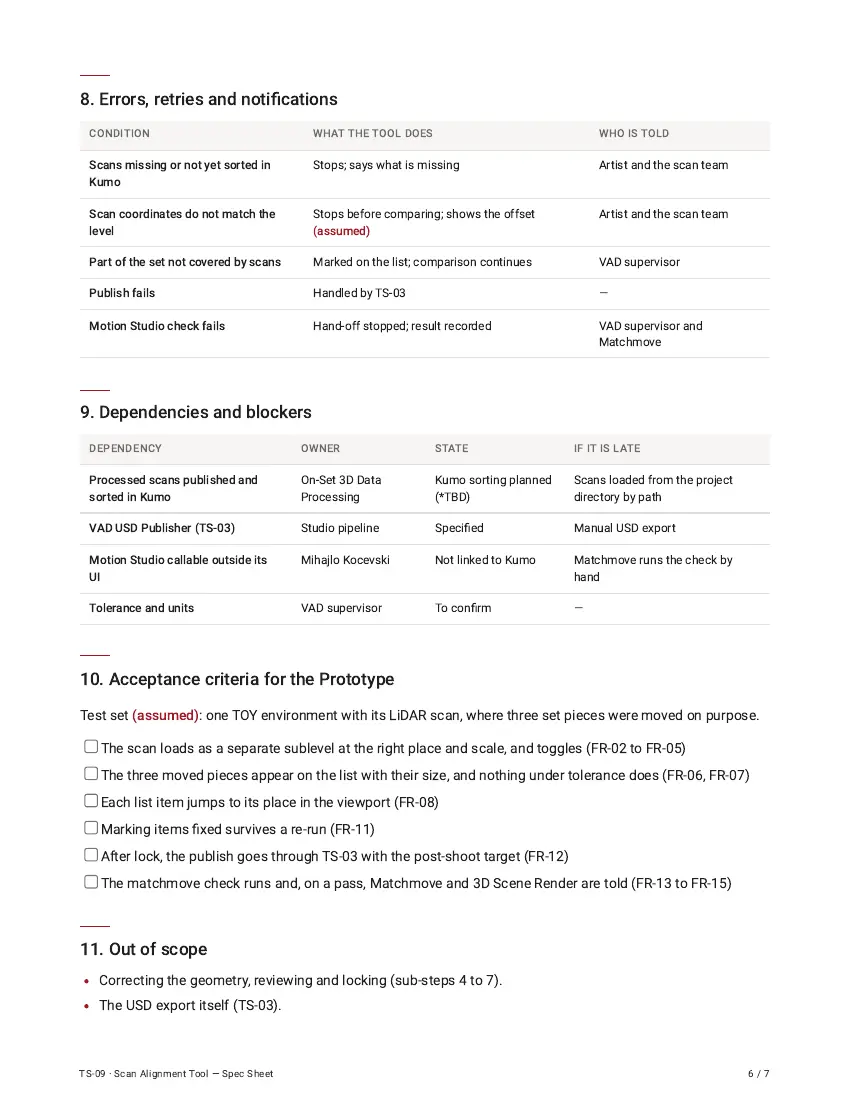 8. Errors, retries and notifications
CONDITION WHAT THE TOOL DOES WHO IS TOLD
Scans missing or not yet sorted in Kumo Stops; says what is missing Artist and the scan team
Scan coordinates do not match the level Stops before comparing; shows the offset (assumed) Artist and the scan team
Part of the set not covered by scans Marked on the list; comparison continues VAD supervisor
Publish fails Handled by TS-03 —
Motion Studio check fails Hand-off stopped; result recorded VAD supervisor and Matchmove
9. Dependencies and blockers
DEPENDENCY OWNER STATE IF IT IS LATE
Processed scans published and sorted in Kumo On-Set 3D Data Processing Kumo sorting planned (*TBD) Scans loaded from the project directory by path
VAD USD Publisher (TS-03) Studio pipeline Specified Manual USD export
Motion Studio callable outside its UI Mihajlo Kocevski Not linked to Kumo Matchmove runs the check by hand
Tolerance and units VAD supervisor To confirm —
10. Acceptance criteria for the Prototype
Test set (assumed): one TOY environment with its LiDAR scan, where three set pieces were moved on purpose.
The scan loads as a separate sublevel at the right place and scale, and toggles (FR-02 to FR-05)
The three moved pieces appear on the list with their size, and nothing under tolerance does (FR-06, FR-07)
Each list item jumps to its place in the viewport (FR-08)
Marking items fixed survives a re-run (FR-11)
After lock, the publish goes through TS-03 with the post-shoot target (FR-12)
The matchmove check runs and, on a pass, Matchmove and 3D Scene Render are told (FR-13 to FR-15)
11. Out of scope
• Correcting the geometry, reviewing and locking (sub-steps 4 to 7).
• The USD export itself (TS-03).
TS-09 · Scan Alignment Tool — Spec Sheet 6 / 7